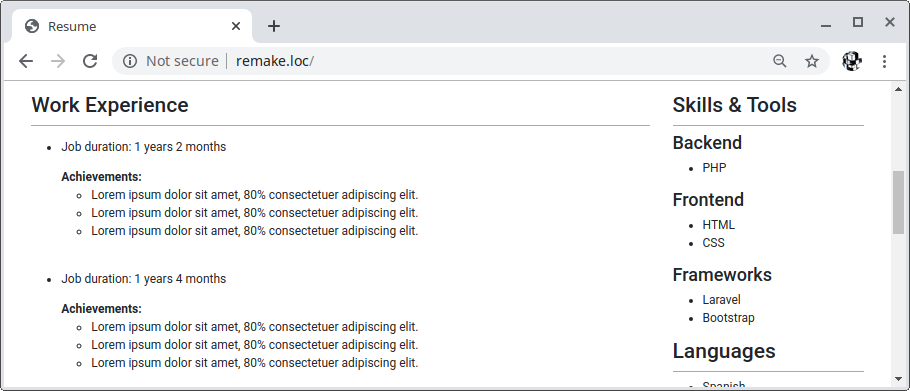 Resume
Not secure | remake.loc/
Work Experience
Job duration: 1 years 2 months
Achievements:
Lorem ipsum dolor sit amet, 80% consectetuer adipiscing elit.
Lorem ipsum dolor sit amet, 80% consectetuer adipiscing elit.
Lorem ipsum dolor sit amet, 80% consectetuer adipiscing elit.
Job duration: 1 years 4 months
Achievements:
Lorem ipsum dolor sit amet, 80% consectetuer adipiscing elit.
Lorem ipsum dolor sit amet, 80% consectetuer adipiscing elit.
Lorem ipsum dolor sit amet, 80% consectetuer adipiscing elit.
Skills & Tools
Backend
PHP
Frontend
HTML
CSS
Frameworks
Laravel
Bootstrap
Languages
Spanish